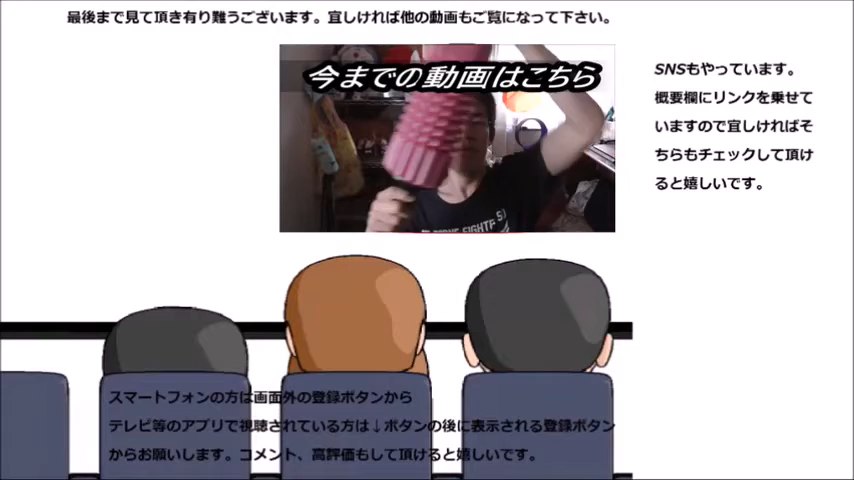 最後まで見て頂き有り難うございます。宜しければ他の動画もご覧になって下さい。
今までの動画はこちら
SNSもやっています。
概要欄にリンクを乗せて
いますので宜しければそ
ちらもチェックして頂け
ると嬉しいです。
スマートフォンの方は画面外の登録ボタンから
テレビ等のアプリで視聴されている方は↓ボタンの後に表示される登録ボタン
からお願いします。コメント、高評価もして頂けると嬉しいです。